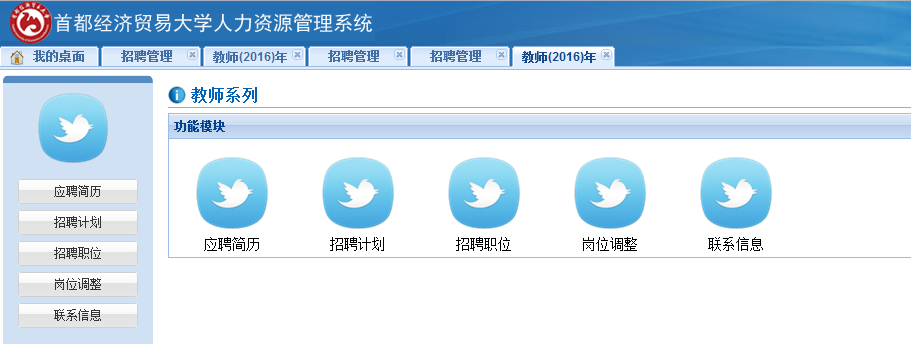 首都经济贸易大学人力资源管理系统
我的桌面 招聘管理 教师(2016)年 招聘管理 招聘管理 教师(2016)年
教师系列
功能模块
应聘简历 招聘计划 招聘职位 岗位调整 联系信息
应聘简历
招聘计划
招聘职位
岗位调整
联系信息